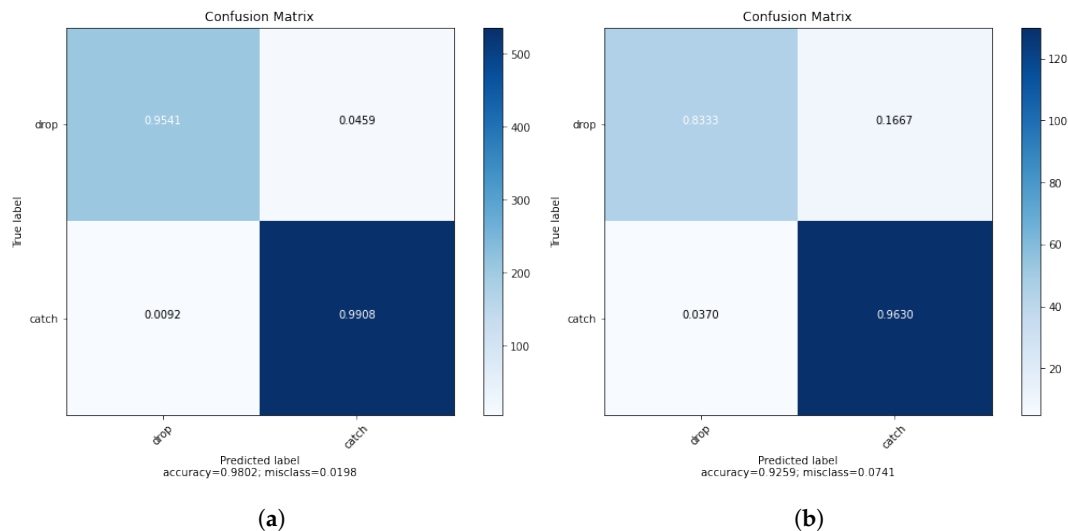 Confusion Matrix
drop
catch
True label
0.9541
0.0459
0.0092
0.9908
drop
catch
Predicted label
accuracy=0.9802; misclass=0.0198
500
400
300
200
100
(a)
Confusion Matrix
drop
catch
True label
0.8333
0.1667
0.0370
0.9630
drop
catch
Predicted label
accuracy=0.9259; misclass=0.0741
120
100
80
60
40
20
(b)